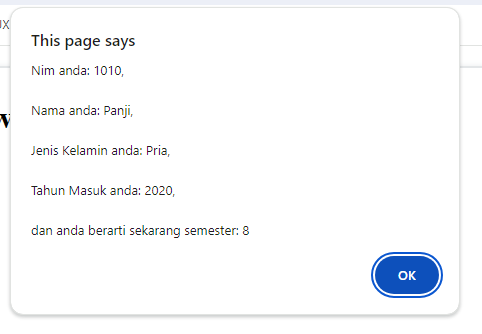 UX
This page says
Nim anda: 1010,
Nama anda: Panji,
Jenis Kelamin anda: Pria,
Tahun Masuk anda: 2020,
dan anda berarti sekarang semester: 8
OK